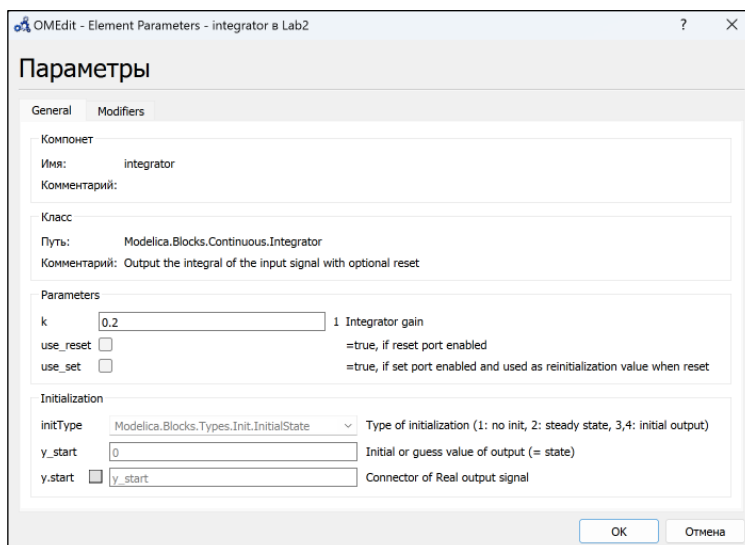 OMEdit - Element Parameters - integrator в Lab2 ? ×
Параметры
General Modifiers
Компонет
Имя: integrator
Комментарий:
Класс
Путь: Modelica.Blocks.Continuous.Integrator
Комментарий: Output the integral of the input signal with optional reset
Parameters
k 0.2 1 Integrator gain
use_reset =true, if reset port enabled
use_set =true, if set port enabled and used as reinitialization value when reset
Initialization
initType Modelica.Blocks.Types.Init.InitialState Type of initialization (1: no init, 2: steady state, 3,4: initial output)
y_start 0 Initial or guess value of output (= state)
y.start y_start Connector of Real output signal
OK Отмена